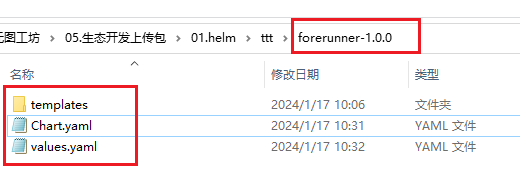 图工坊 > 05.生态开发上传包 > 01.helm > ttt > forerunner-1.0.0
名称 修改日期 类型
templates 2024/1/17 10:06 文件夹
Chart.yaml 2024/1/17 10:31 YAML 文件
values.yaml 2024/1/17 10:32 YAML 文件